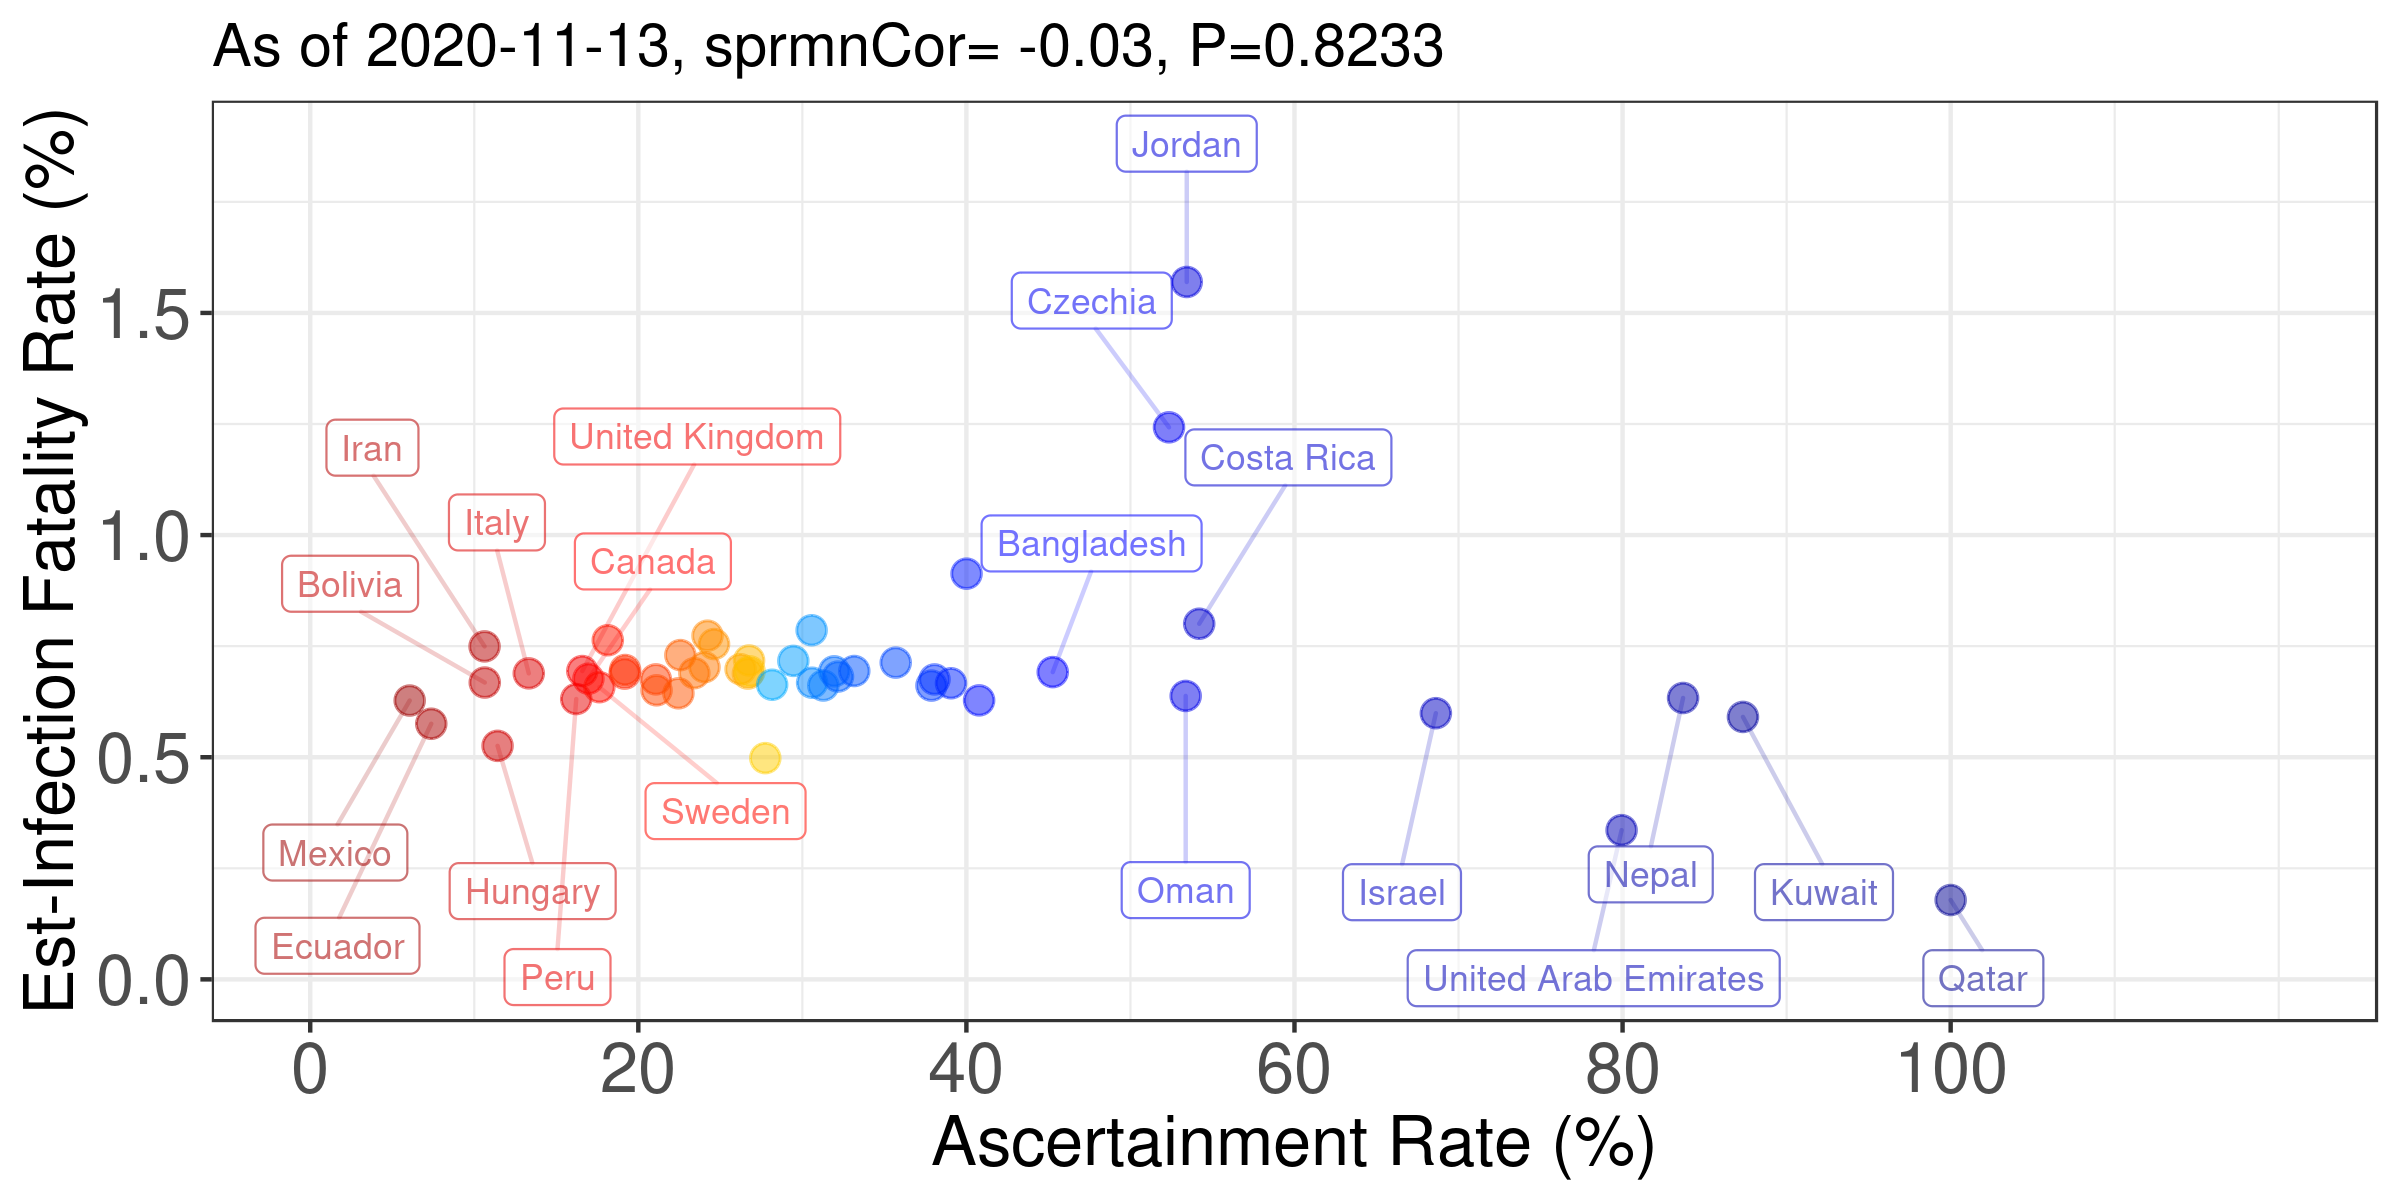 As of 2020-11-13, sprmnCor= -0.03, P=0.8233
Est-Infection Fatality Rate (%)
1.5
1.0
0.5
0.0
Jordan
Czechia
Costa Rica
United Kingdom
Iran
Italy
Bangladesh
Canada
Bolivia
Sweden
Mexico
Hungary
Oman
Israel
Nepal
Kuwait
Ecuador
Peru
United Arab Emirates
Qatar
0 20 40 60 80 100
Ascertainment Rate (%)